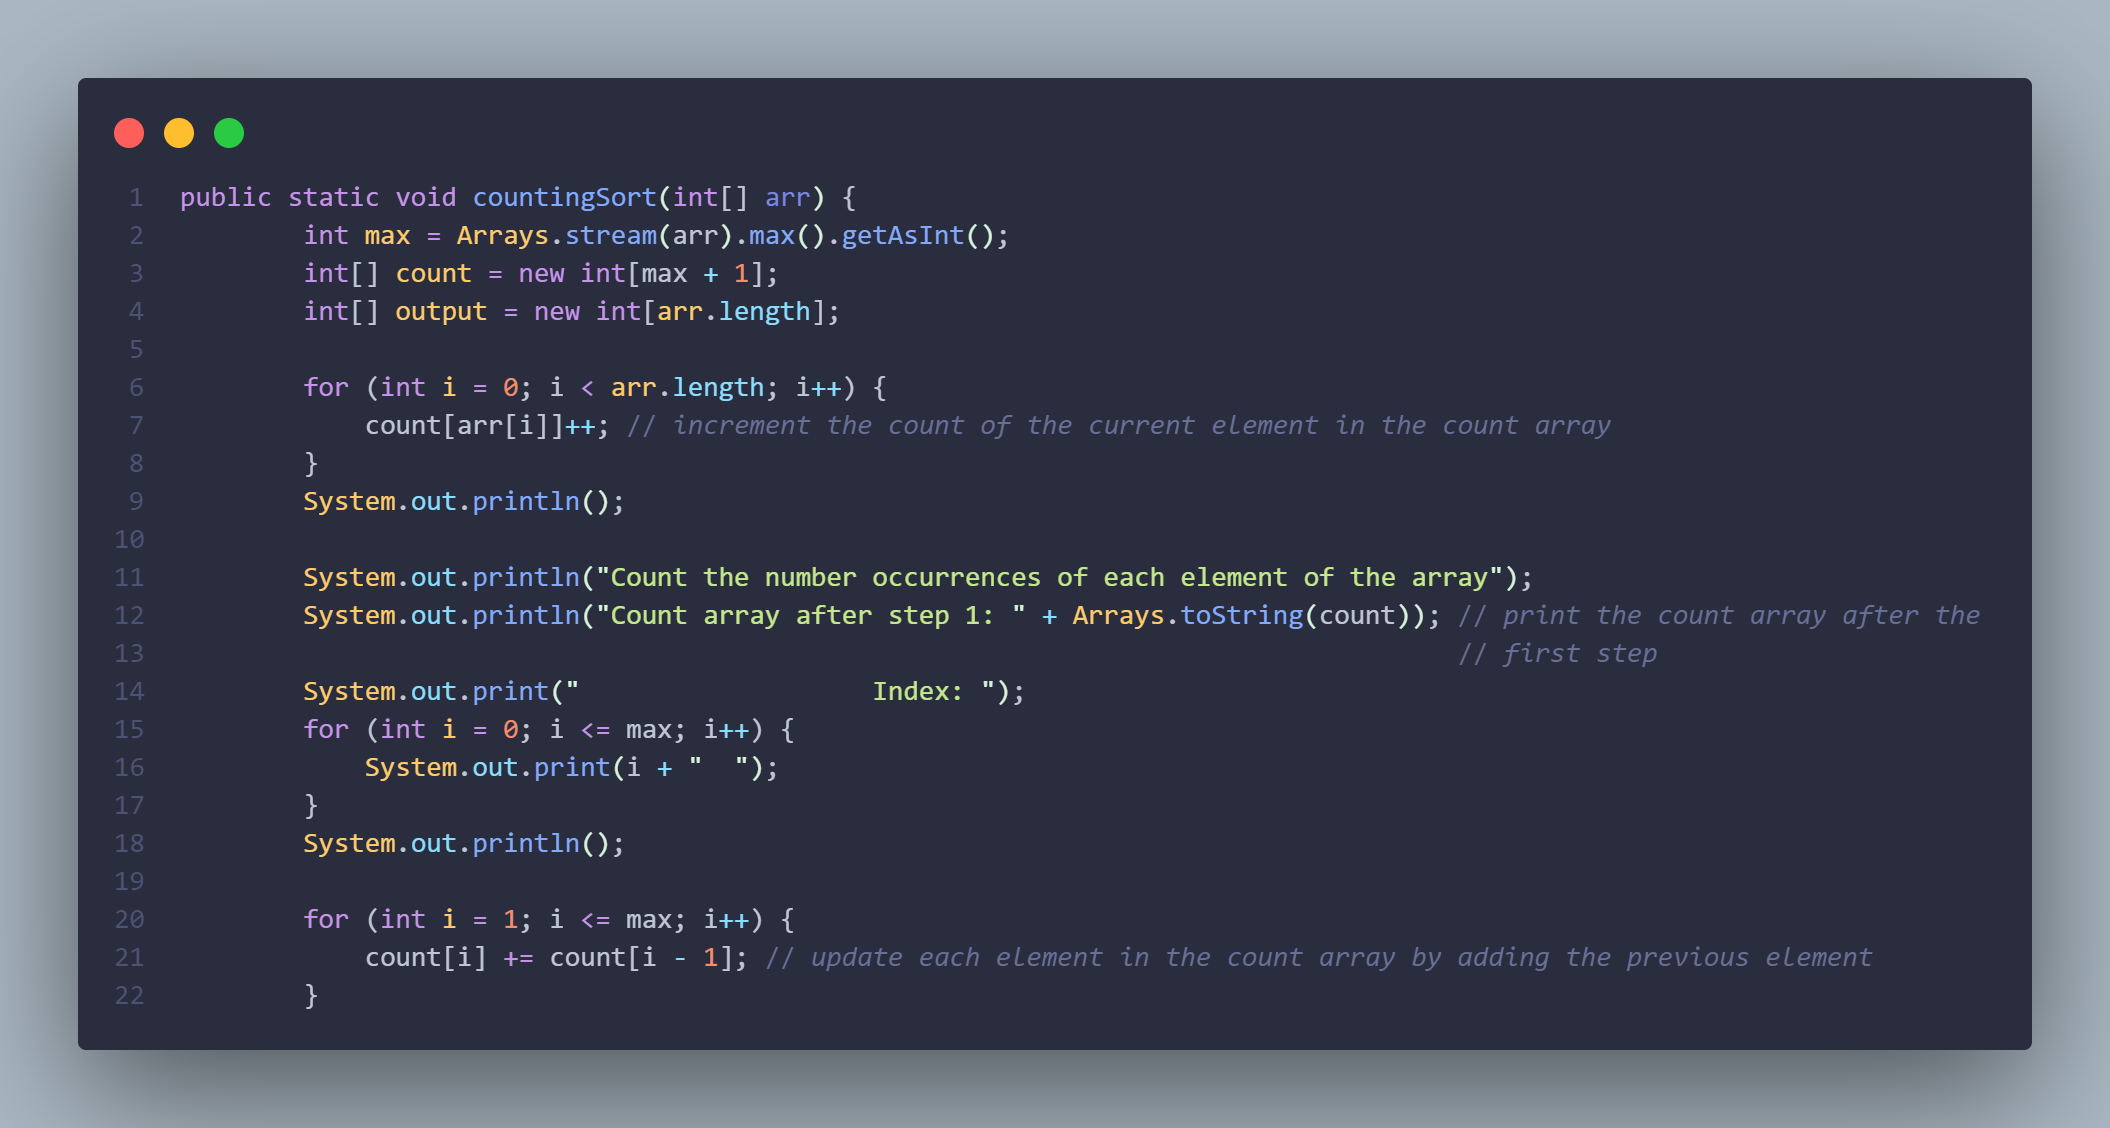 1 public static void countingSort(int[] arr) {
2         int max = Arrays.stream(arr).max().getAsInt();
3         int[] count = new int[max + 1];
4         int[] output = new int[arr.length];
5
6         for (int i = 0; i < arr.length; i++) {
7             count[arr[i]]++; // increment the count of the current element in the count array
8         }
9         System.out.println();
10
11         System.out.println("Count the number occurrences of each element of the array");
12         System.out.println("Count array after step 1: " + Arrays.toString(count)); // print the count array after the
13                                                                                    // first step
14         System.out.print("                   Index: ");
15         for (int i = 0; i <= max; i++) {
16             System.out.print(i + "  ");
17         }
18         System.out.println();
19
20         for (int i = 1; i <= max; i++) {
21             count[i] += count[i - 1]; // update each element in the count array by adding the previous element
22         }